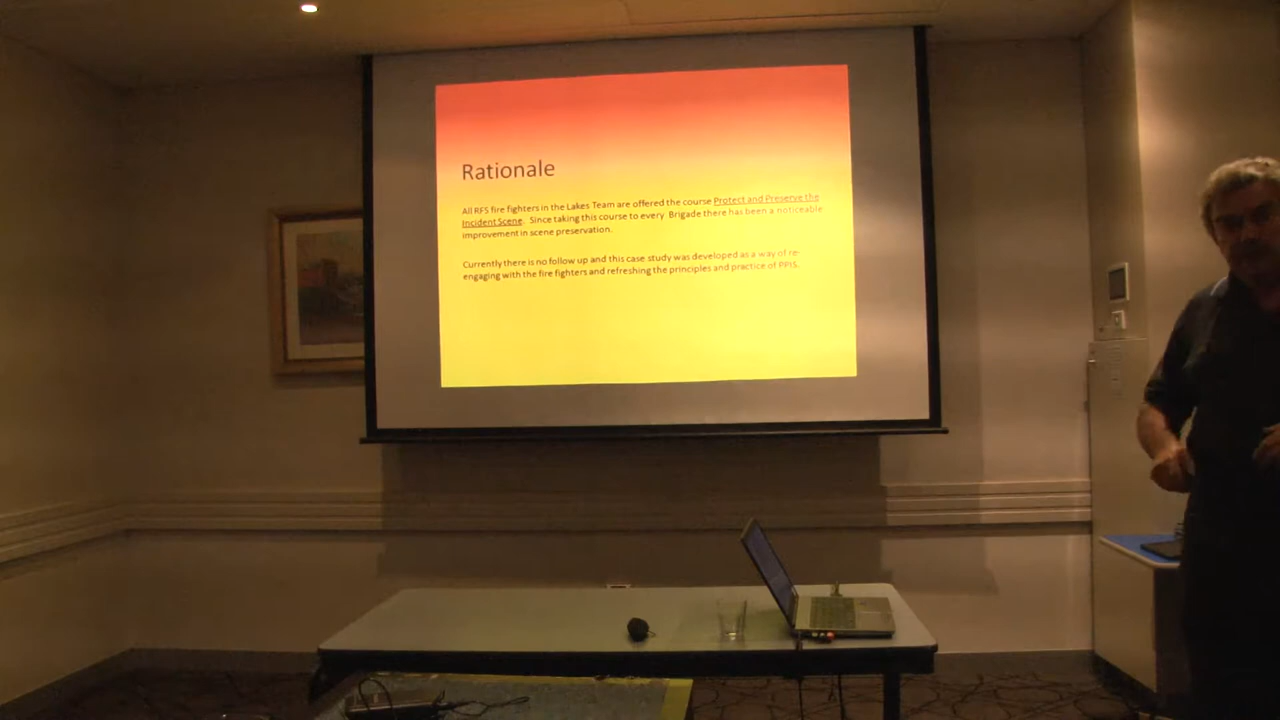 Rationale
All RFS fire fighters in the Lakes Team are offered the course Protect and Preserve the
Incident Scene. Since taking this course to every Brigade there has been a noticeable
improvement in scene preservation.
Currently there is no follow up and this case study was developed as a way of re-
engaging with the fire fighters and refreshing the principles and practice of PPIS.